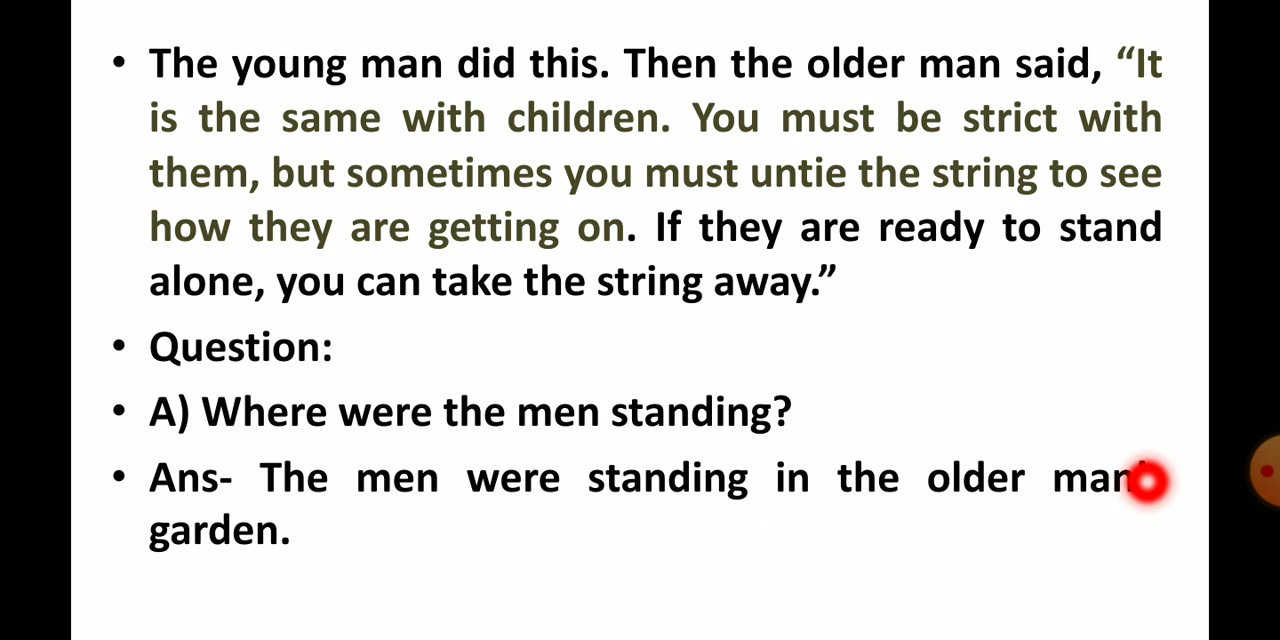 • The young man did this. Then the older man said, “It
is the same with children. You must be strict with
them, but sometimes you must untie the string to see
how they are getting on. If they are ready to stand
alone, you can take the string away.”
• Question:
• A) Where were the men standing?
• Ans- The men were standing in the older
garden.